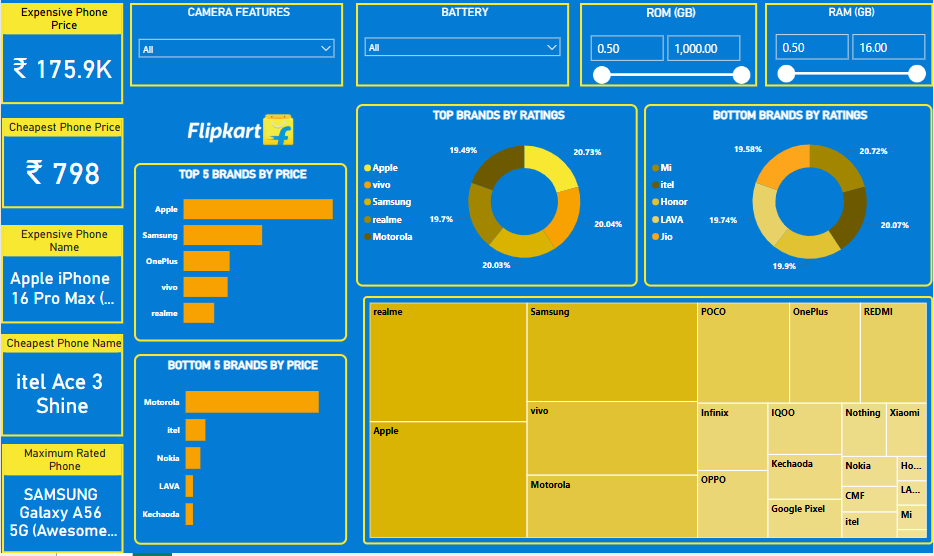 Expensive Phone
Price
₹ 175.9K
Cheapest Phone Price
₹ 798
Expensive Phone
Name
Apple iPhone
16 Pro Max (...
Cheapest Phone Name
itel Ace 3
Shine
Maximum Rated
Phone
SAMSUNG
Galaxy A56
5G (Awesome...
CAMERA FEATURES
All
BATTERY
All
ROM (GB)
0.50
1,000.00
RAM (GB)
0.50
16.00
Flipkart
TOP 5 BRANDS BY PRICE
Apple
Samsung
OnePlus
vivo
realme
BOTTOM 5 BRANDS BY PRICE
Motorola
itel
Nokia
LAVA
Kechaoda
TOP BRANDS BY RATINGS
Apple
vivo
Samsung
realme
Motorola
20.73%
20.04%
20.03%
19.7%
19.49%
BOTTOM BRANDS BY RATINGS
Mi
itel
Honor
LAVA
Jio
20.72%
20.07%
19.9%
19.74%
19.58%
realme
Apple
Samsung
vivo
Motorola
POCO
OnePlus
REDMI
Infinix
OPPO
IQOO
Kechaoda
Google Pixel
Nothing
Xiaomi
Nokia
CMF
itel
Ho...
LA...
Mi